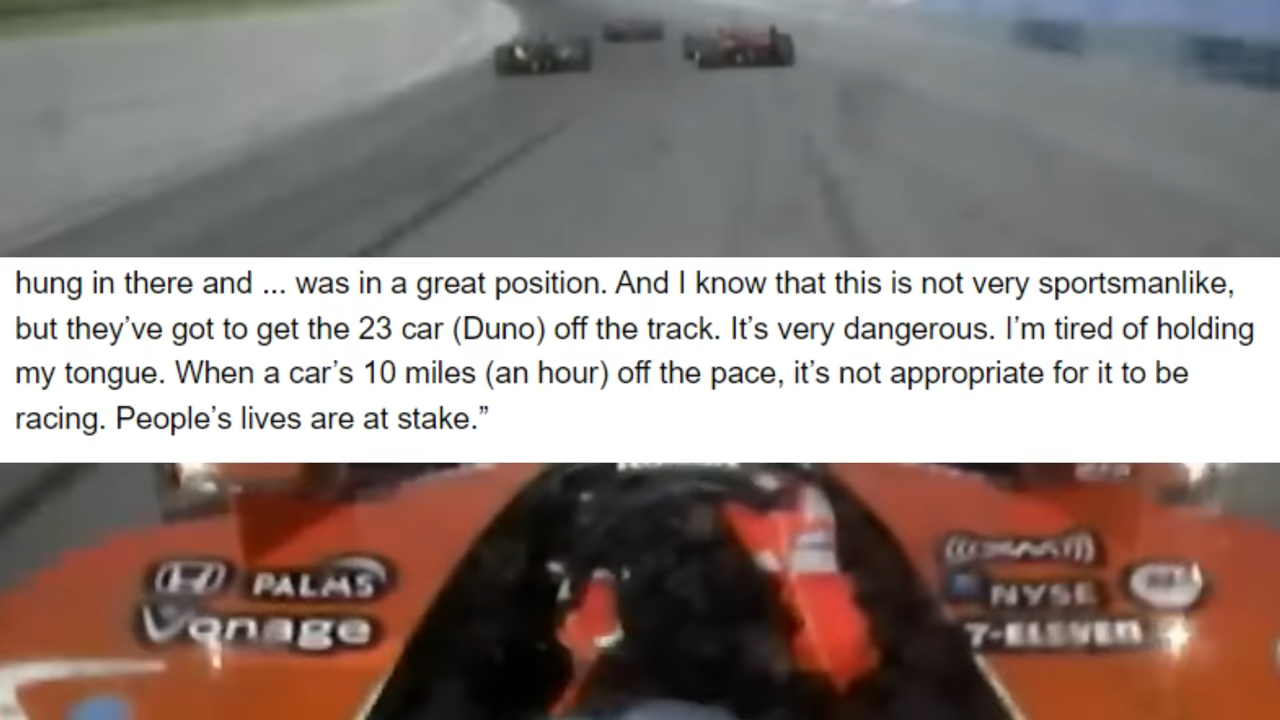 hung in there and ... was in a great position. And I know that this is not very sportsmanlike,
but they’ve got to get the 23 car (Duno) off the track. It’s very dangerous. I’m tired of holding
my tongue. When a car’s 10 miles (an hour) off the pace, it’s not appropriate for it to be
racing. People’s lives are at stake.”
PALMS
Vonage
NYSE
7-ELEVEN